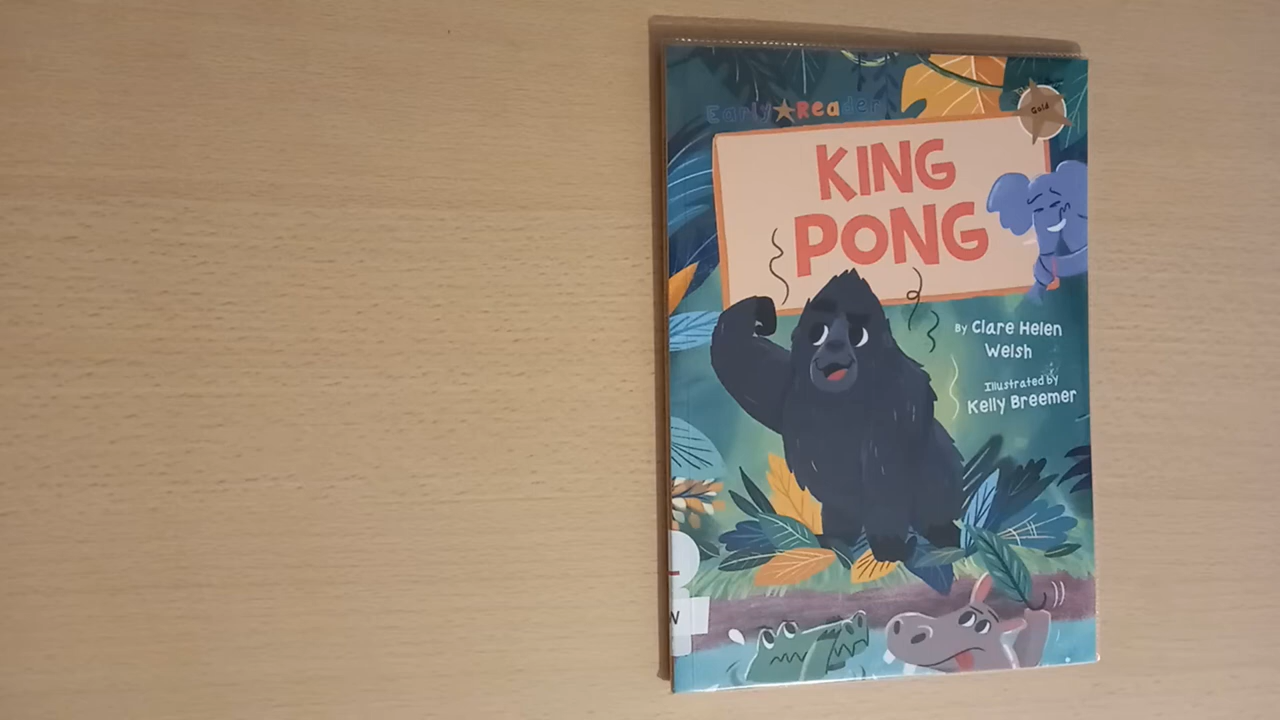 Early Reader
Gold
KING
PONG
By Clare Helen
Welsh
Illustrated by
Kelly Breemer
W